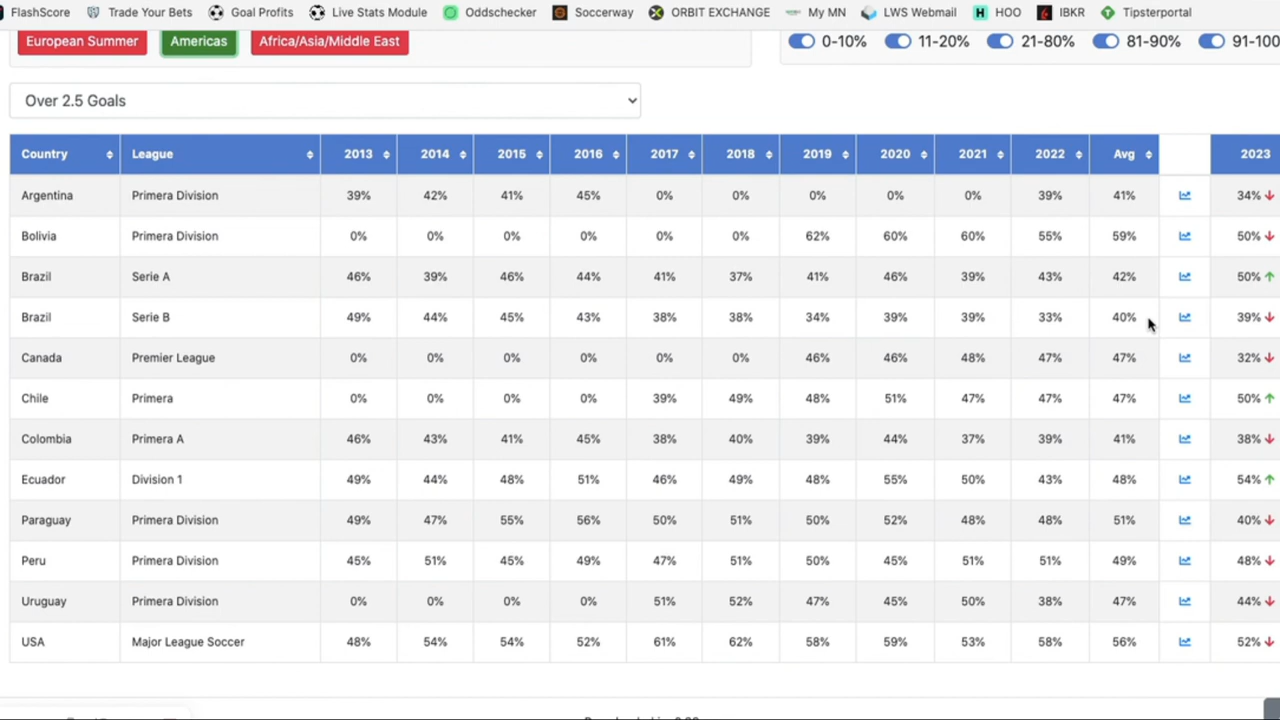 FlashScore Trade Your Bets Goal Profits Live Stats Module Oddschecker Soccerway ORBIT EXCHANGE My MN LWS Webmail HOO IBKR Tipsterportal
European Summer Americas Africa/Asia/Middle East 0-10% 11-20% 21-80% 81-90% 91-100
Over 2.5 Goals
Country League 2013 2014 2015 2016 2017 2018 2019 2020 2021 2022 Avg 2023
Argentina Primera Division 39% 42% 41% 45% 0% 0% 0% 0% 0% 39% 41% 34%
Bolivia Primera Division 0% 0% 0% 0% 0% 0% 62% 60% 60% 55% 59% 50%
Brazil Serie A 46% 39% 46% 44% 41% 37% 41% 46% 39% 43% 42% 50%
Brazil Serie B 49% 44% 45% 43% 38% 38% 34% 39% 39% 33% 40% 39%
Canada Premier League 0% 0% 0% 0% 0% 0% 46% 46% 48% 47% 47% 32%
Chile Primera 0% 0% 0% 0% 39% 49% 48% 51% 47% 47% 47% 50%
Colombia Primera A 46% 43% 41% 45% 38% 40% 39% 44% 37% 39% 41% 38%
Ecuador Division 1 49% 44% 48% 51% 46% 49% 48% 55% 50% 43% 48% 54%
Paraguay Primera Division 49% 47% 55% 56% 50% 51% 50% 52% 48% 48% 51% 40%
Peru Primera Division 45% 51% 45% 49% 47% 51% 50% 45% 51% 51% 49% 48%
Uruguay Primera Division 0% 0% 0% 0% 51% 52% 47% 45% 50% 38% 47% 44%
USA Major League Soccer 48% 54% 54% 52% 61% 62% 58% 59% 53% 58% 56% 52%